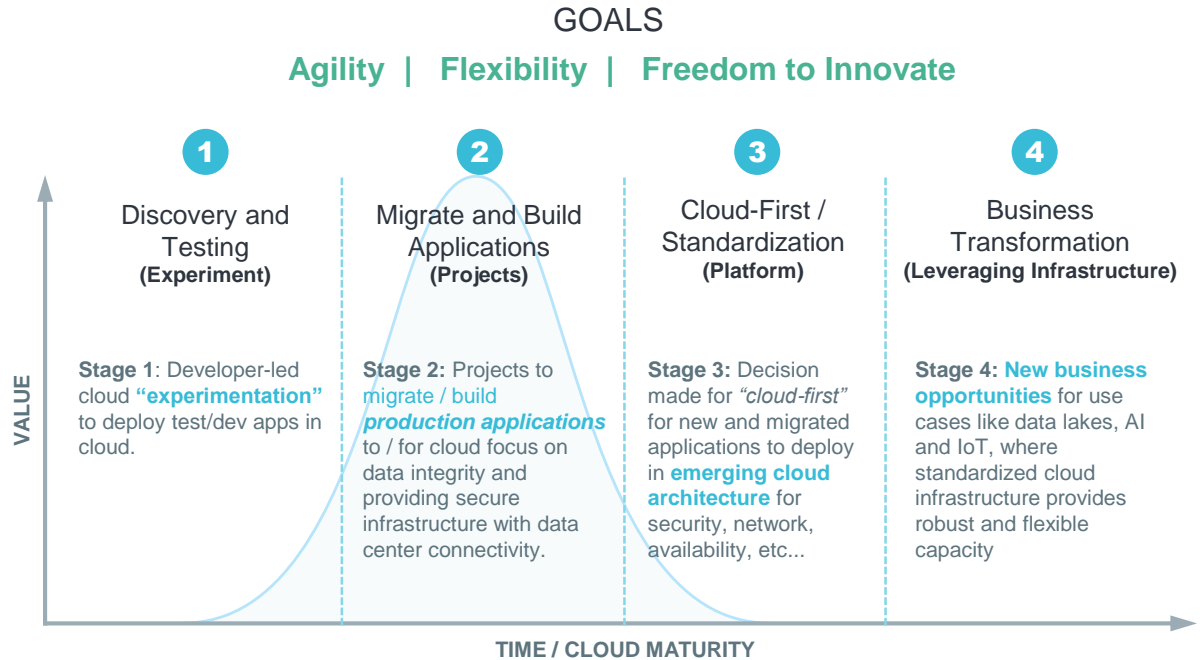 GOALS
Agility | Flexibility | Freedom to Innovate
1
Discovery and
Testing
(Experiment)
Stage 1: Developer-led
cloud “experimentation”
to deploy test/dev apps in
cloud.
2
Migrate and Build
Applications
(Projects)
Stage 2: Projects to
migrate / build
production applications
to / for cloud focus on
data integrity and
providing secure
infrastructure with data
center connectivity.
3
Cloud-First /
Standardization
(Platform)
Stage 3: Decision
made for “cloud-first”
for new and migrated
applications to deploy
in emerging cloud
architecture for
security, network,
availability, etc...
4
Business
Transformation
(Leveraging Infrastructure)
Stage 4: New business
opportunities for use
cases like data lakes, AI
and IoT, where
standardized cloud
infrastructure provides
robust and flexible
capacity
VALUE
TIME / CLOUD MATURITY